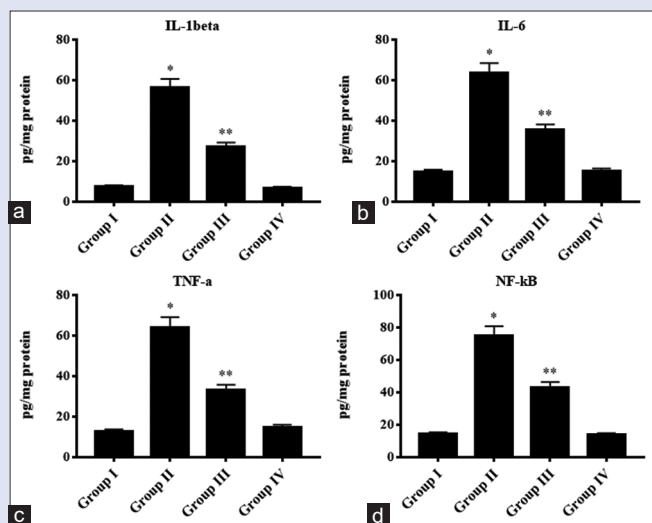 IL-1beta
80
60
40
20
0
pg/mg protein
*
**
Group I
Group II
Group III
Group IV
a
IL-6
80
60
40
20
0
pg/mg protein
*
**
Group I
Group II
Group III
Group IV
b
TNF-a
80
60
40
20
0
pg/mg protein
*
**
Group I
Group II
Group III
Group IV
c
NF-kB
100
80
60
40
20
0
pg/mg protein
*
**
Group I
Group II
Group III
Group IV
d